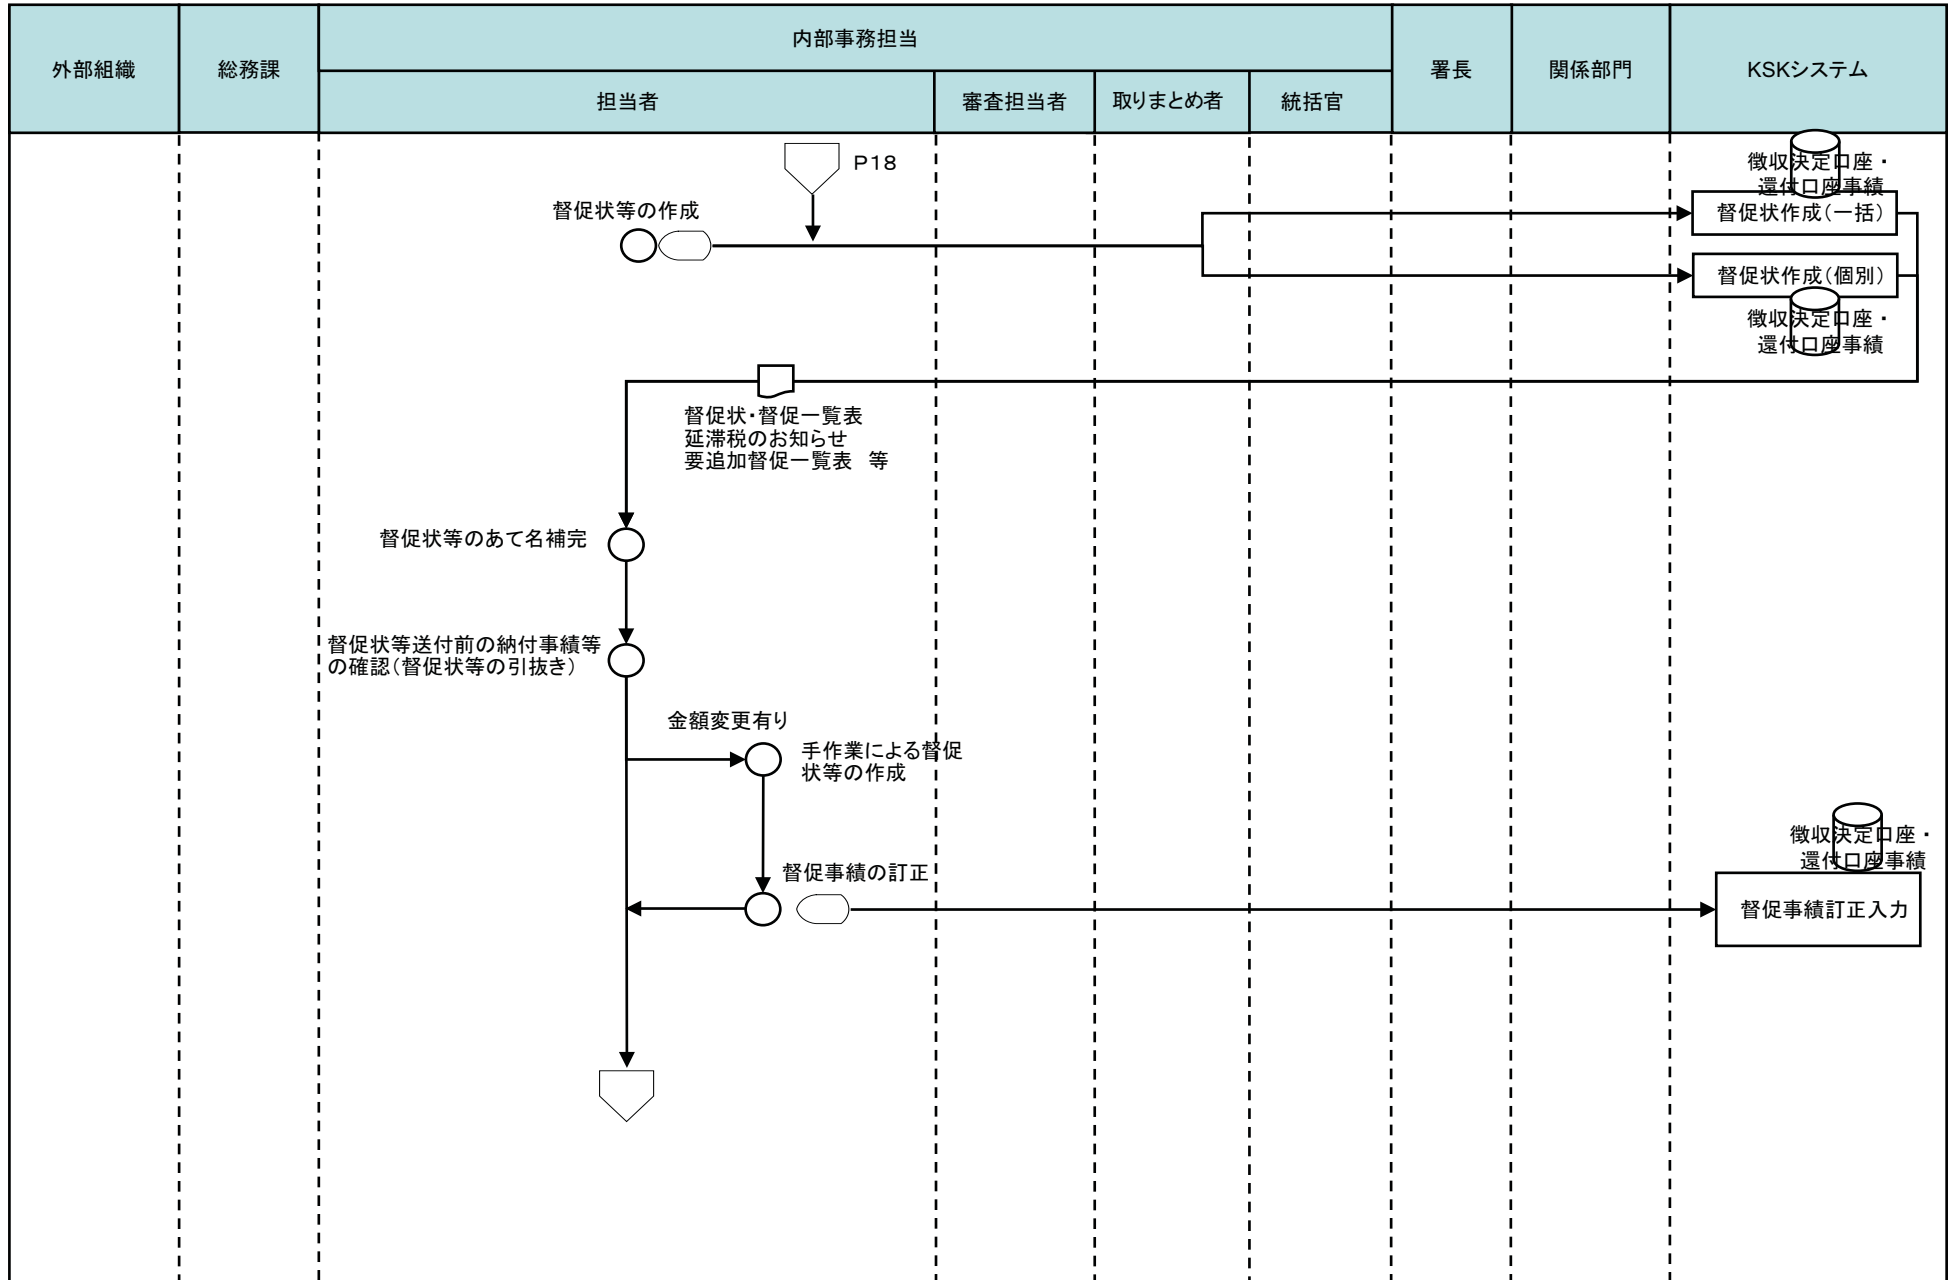 外部組織
総務課
内部事務担当
担当者
審査担当者
取りまとめ者
統括官
署長
関係部門
KSKシステム
P18
督促状等の作成
徴収決定口座・
還付口座事績
督促状作成（一括）
督促状作成（個別）
徴収決定口座・
還付口座事績
督促状・督促一覧表
延滞税のお知らせ
要追加督促一覧表　等
督促状等のあて名補完
督促状等送付前の納付事績等
の確認（督促状等の引抜き）
金額変更有り
手作業による督促
状等の作成
督促事績の訂正
徴収決定口座・
還付口座事績
督促事績訂正入力